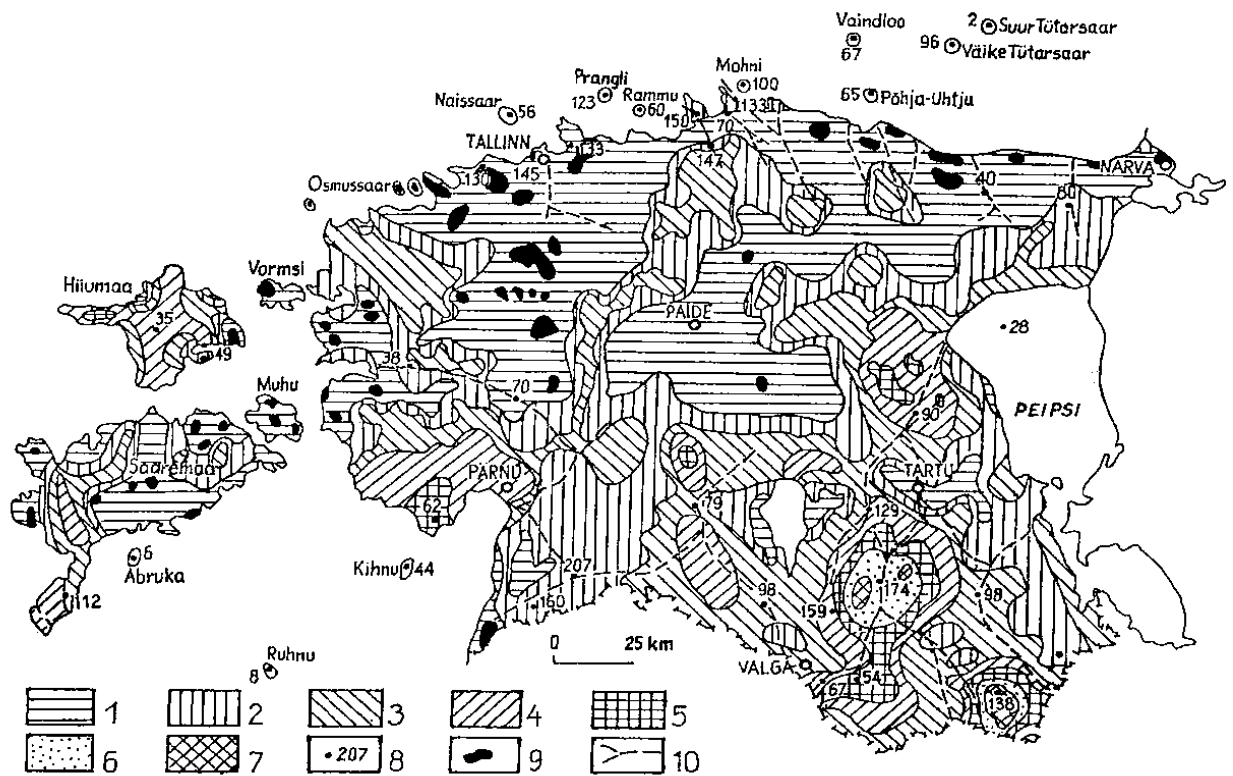 Vaindloo
67
2 Suur Tütarsaar
96 Väike Tütarsaar
Mohni
100
Prangli
123
Rammu
60
65 Põhja-Uhtju
Naissaar
56
150
133
70
TALLINN
133
147
130
145
NARVA
Osmussaar
40
80
Vormsi
Hiiumaa
35
49
PAIDE
28
38
70
Muhu
90
PEIPSI
Saaremaa
PÄRNU
TARTU
62
79
129
6
Abruka
Kihnu 44
207
174
98
98
112
160
159
0 25 km
Ruhnu
8
VALGA
67
54
138
1 2 3 4 5
6 7 207 8 9 10